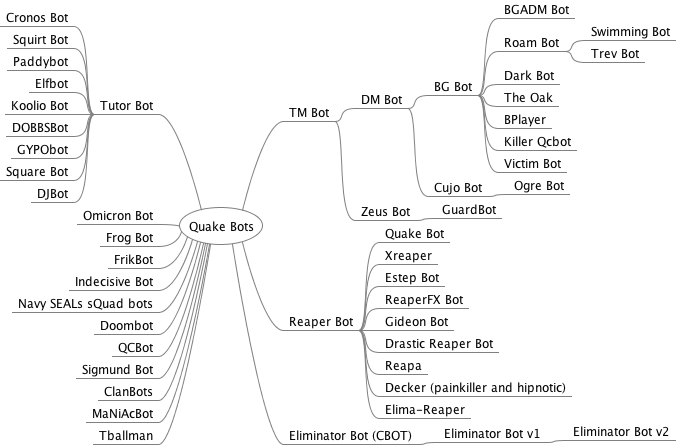 Cronos Bot
Squirt Bot
Paddybot
Elfbot
Koolio Bot
DOBBSBot
GYPObot
Square Bot
DJBot
Tutor Bot
Omicron Bot
Frog Bot
FrikBot
Indecisive Bot
Navy SEALs sQuad bots
Doombot
QCBot
Sigmund Bot
ClanBots
MaNiAcBot
Tballman
Quake Bots
TM Bot
DM Bot
BG Bot
BGADM Bot
Roam Bot
Swimming Bot
Trev Bot
Dark Bot
The Oak
BPlayer
Killer Qcbot
Victim Bot
Cujo Bot
Ogre Bot
Zeus Bot
GuardBot
Reaper Bot
Quake Bot
Xreaper
Estep Bot
ReaperFX Bot
Gideon Bot
Drastic Reaper Bot
Reapa
Decker (painkiller and hipnotic)
Elima-Reaper
Eliminator Bot (CBOT)
Eliminator Bot v1
Eliminator Bot v2